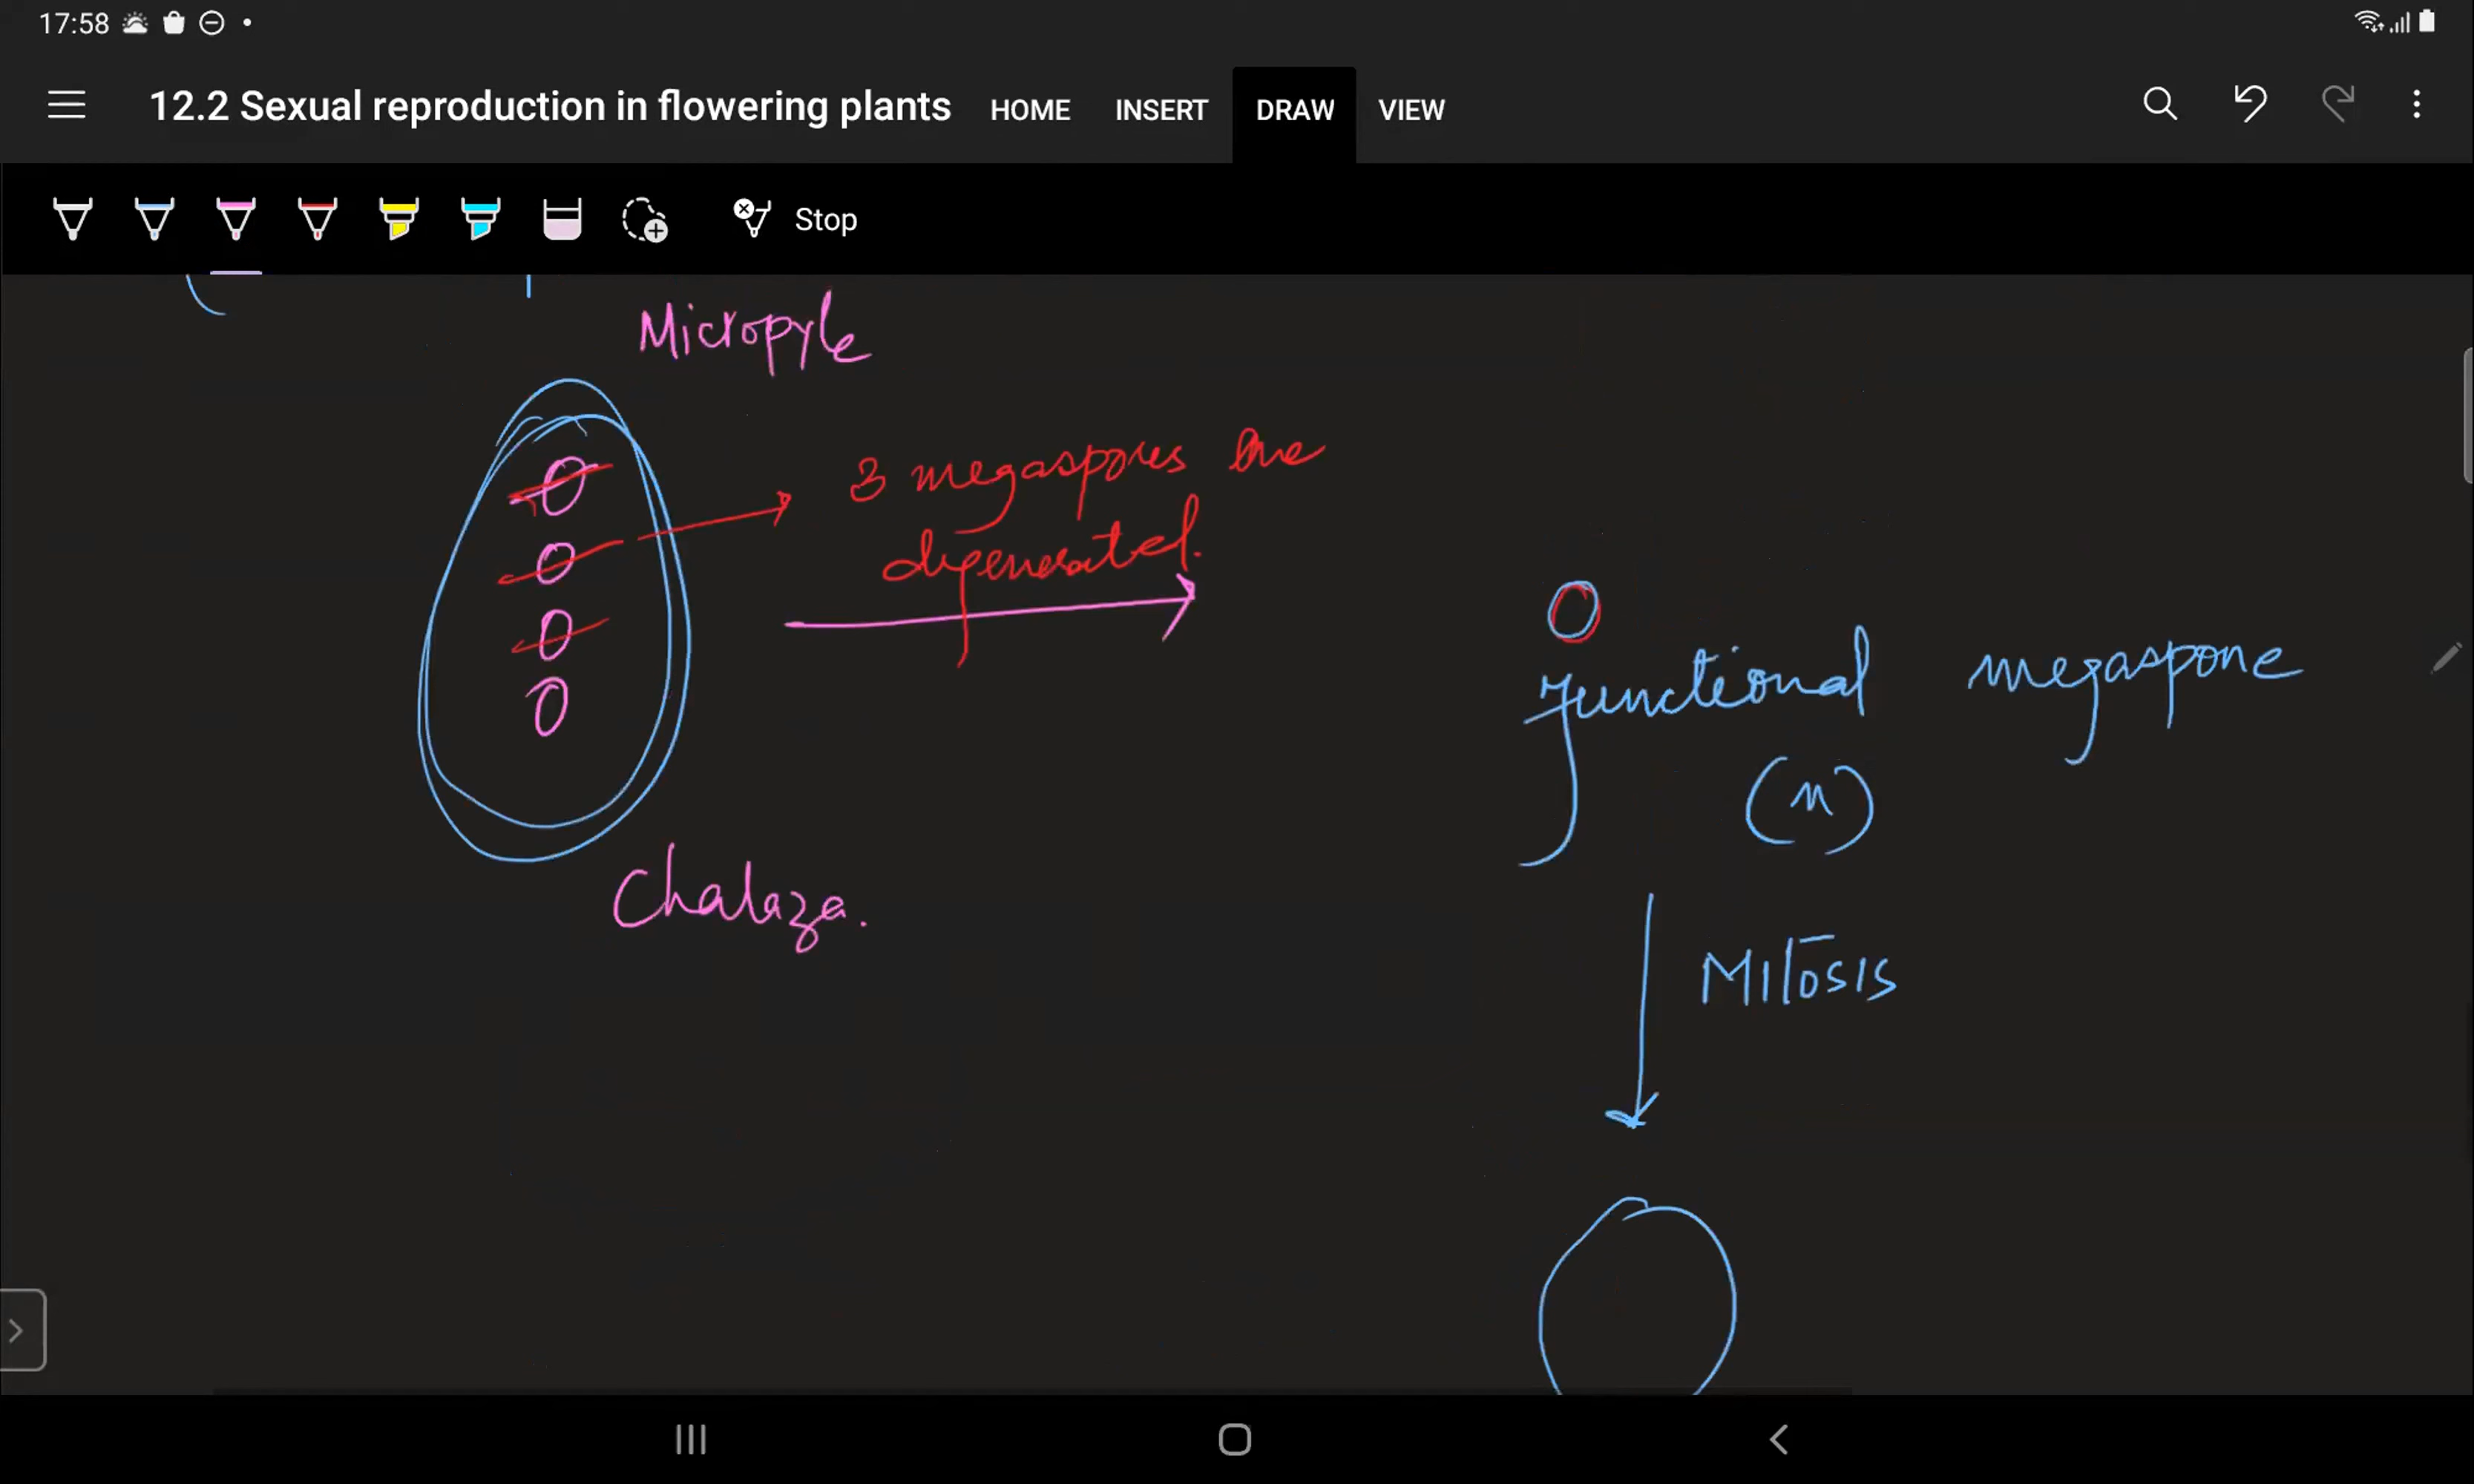 17:58
12.2 Sexual reproduction in flowering plants HOME INSERT DRAW VIEW
Stop
Micropyle
3 megaspores are
degenerated.
functional megaspore
(n)
Mitosis
Chalaza.